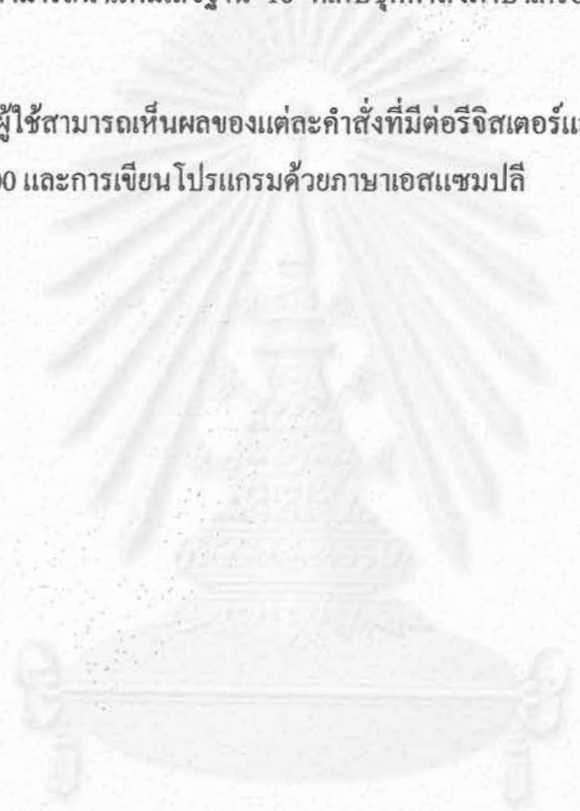 ผู้ใช้สามารถเห็นผลของแต่ละคำสั่งที่มีต่อรีจิสเตอร์แ
00 และการเขียนโปรแกรมด้วยภาษาเอสแซมปลี